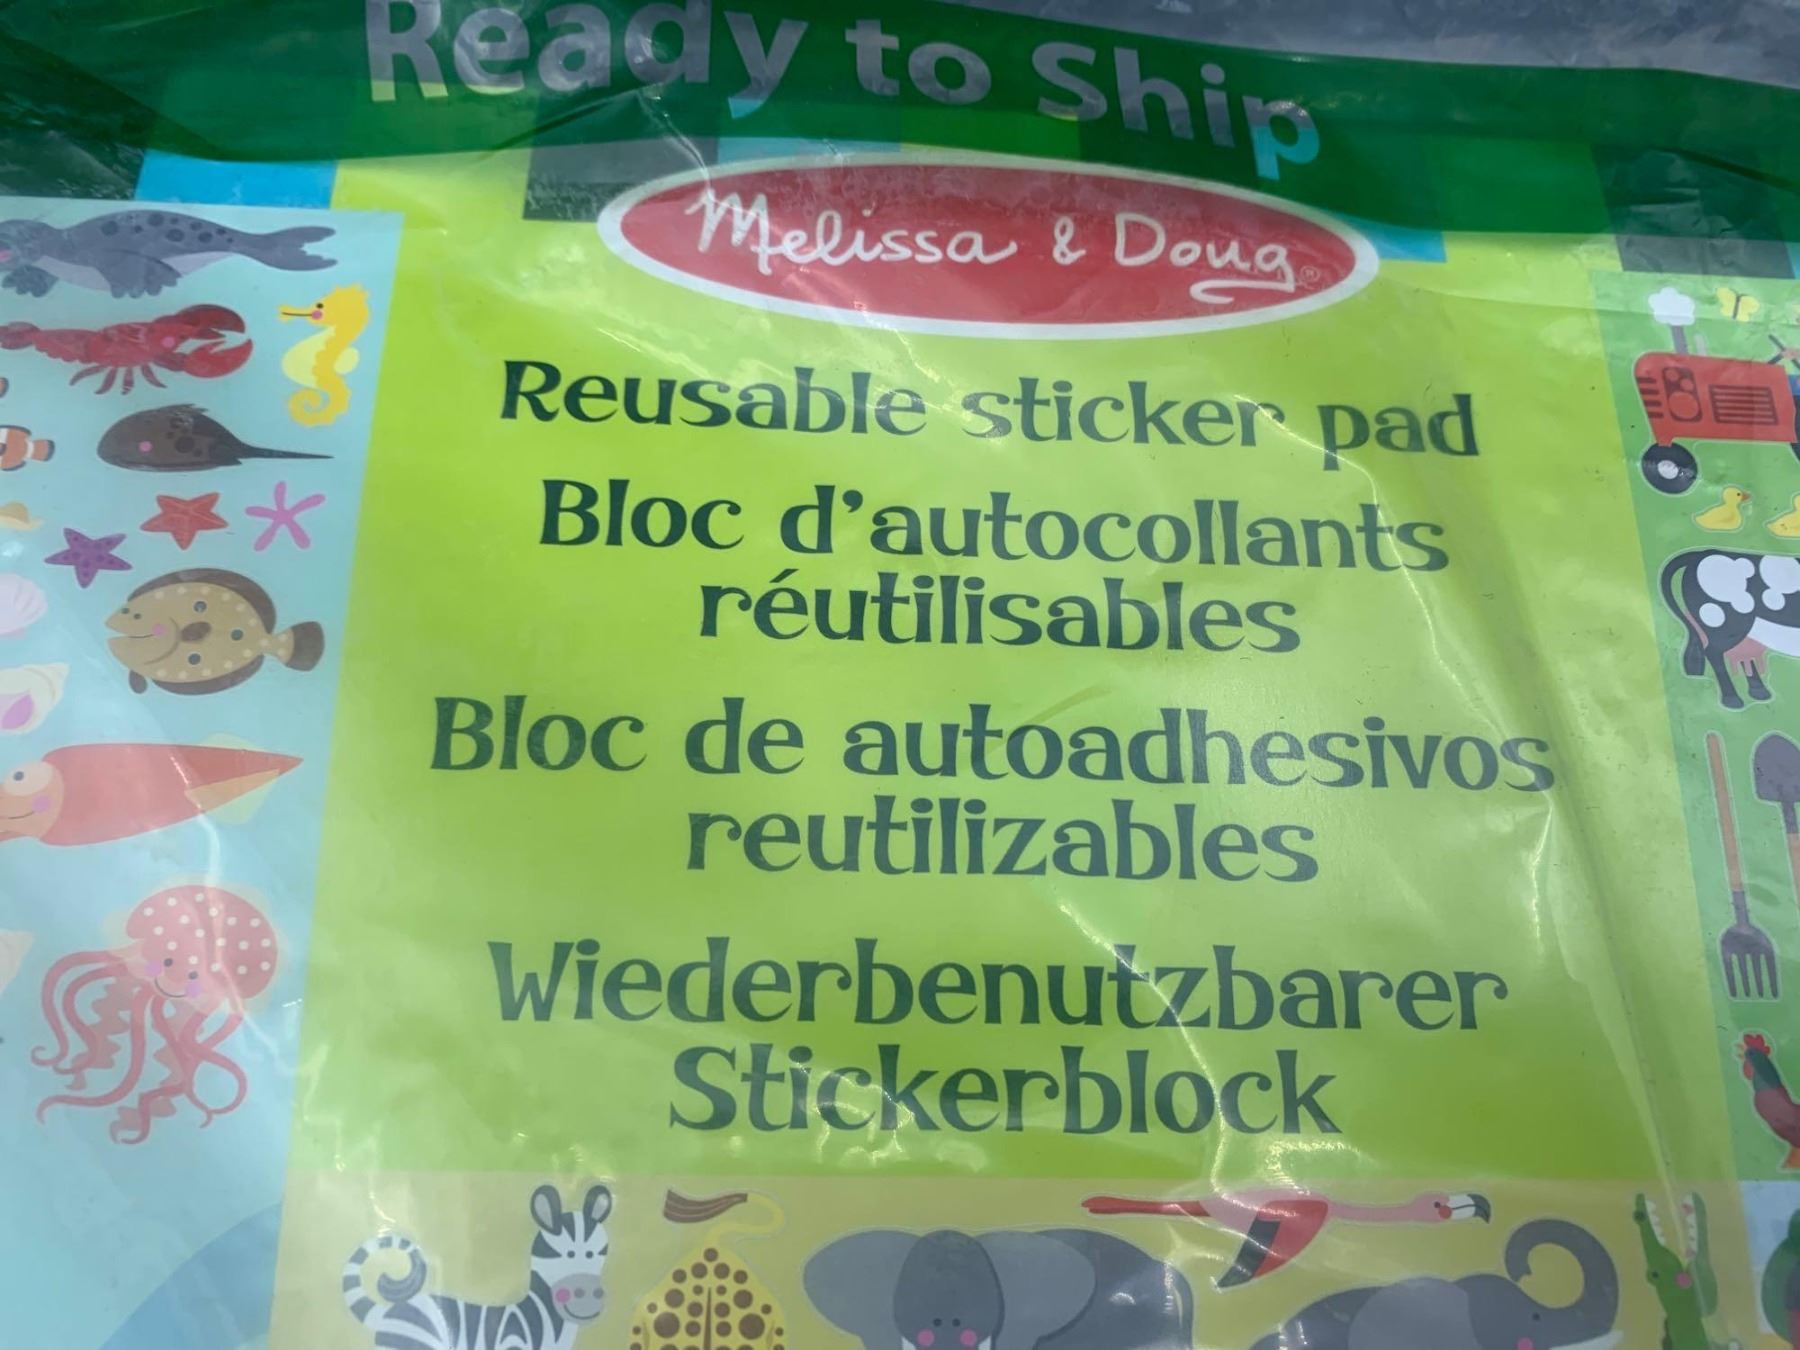 Ready to Ship
Melissa & Doug®
Reusable sticker pad
Bloc d'autocollants
réutilisables
Bloc de autoadhesivos
reutilizables
Wiederbenutzbarer
Stickerblock